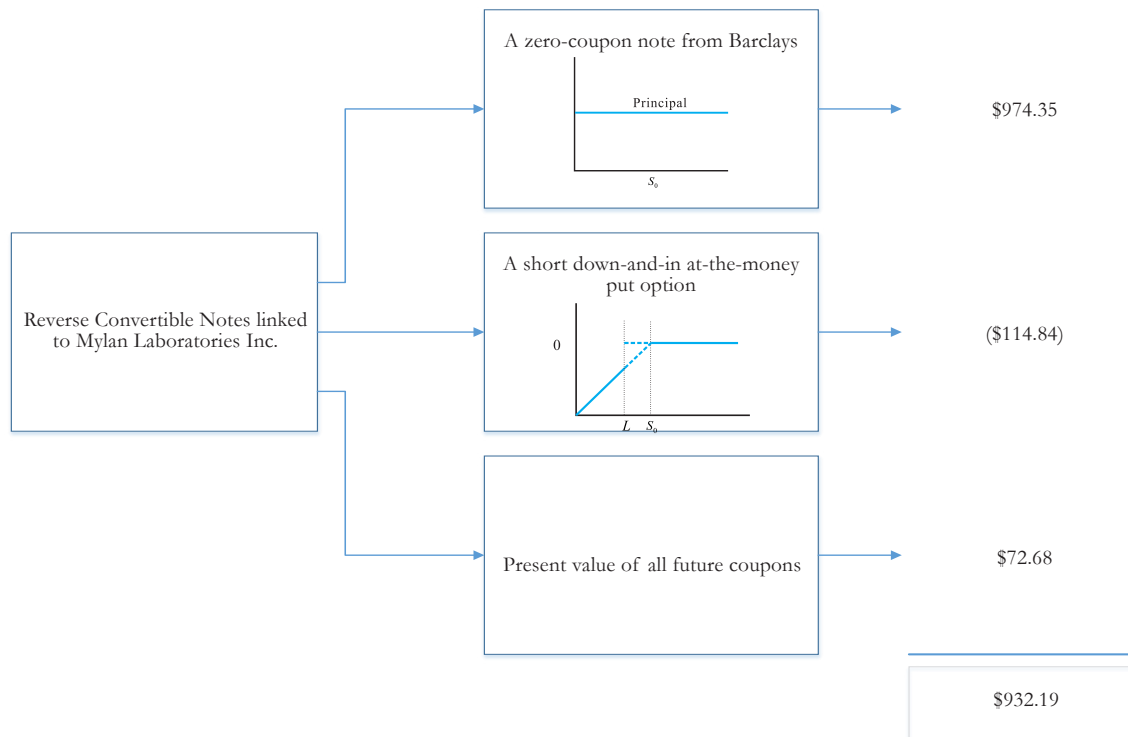 A zero-coupon note from Barclays
Principal
S₀
$974.35
Reverse Convertible Notes linked
to Mylan Laboratories Inc.
A short down-and-in at-the-money
put option
0
L S₀
($114.84)
Present value of all future coupons
$72.68
$932.19